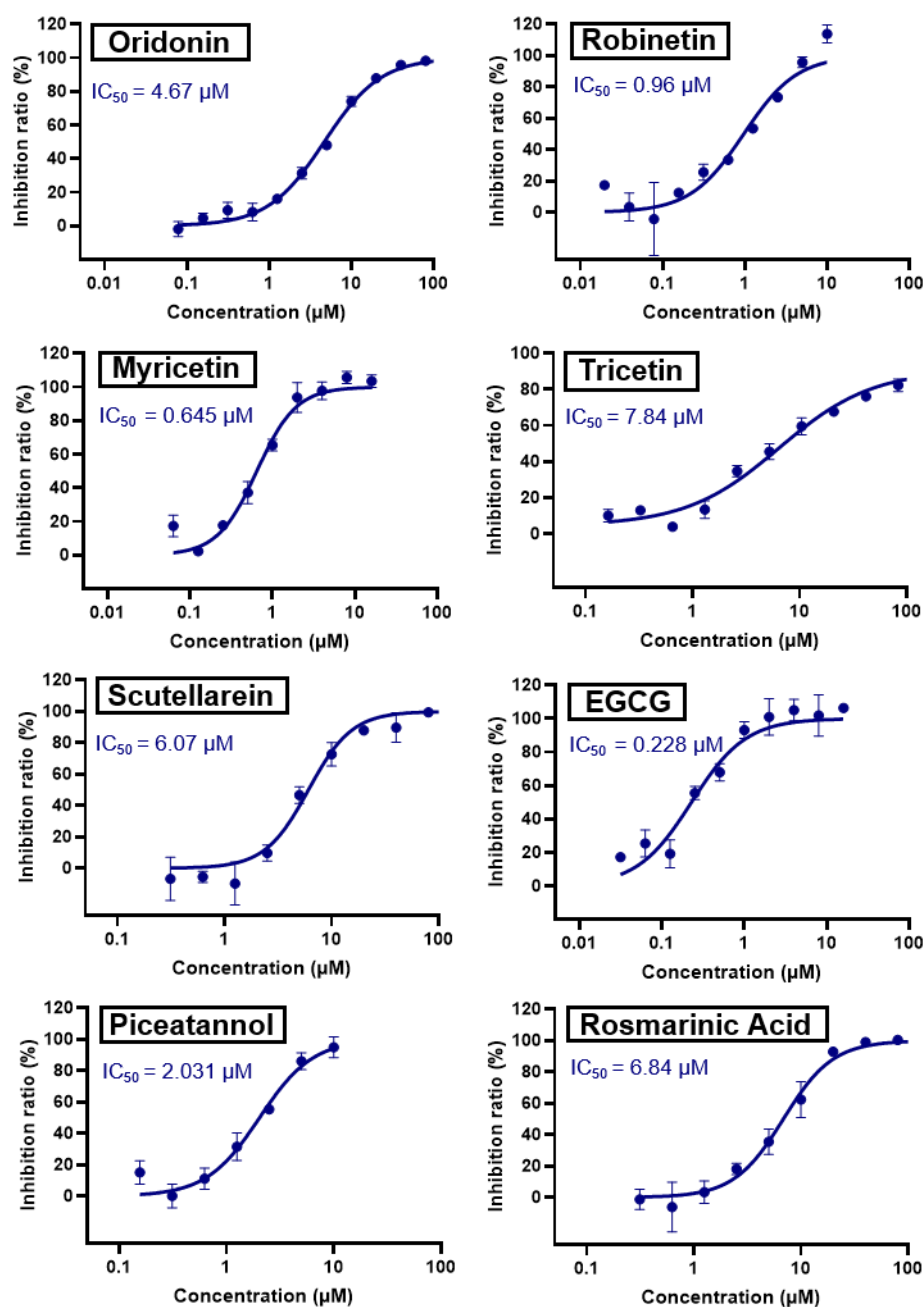 Oridonin
IC50 = 4.67 µM
Inhibition ratio (%)
120
100
80
60
40
20
0
0.01 0.1 1 10 100
Concentration (µM)
Robinetin
IC50 = 0.96 µM
Inhibition ratio (%)
120
100
80
60
40
20
0
0.01 0.1 1 10 100
Concentration (µM)
Myricetin
IC50 = 0.645 µM
Inhibition ratio (%)
120
100
80
60
40
20
0
0.01 0.1 1 10 100
Concentration (µM)
Tricetin
IC50 = 7.84 µM
Inhibition ratio (%)
100
80
60
40
20
0
0.1 1 10 100
Concentration (µM)
Scutellarein
IC50 = 6.07 µM
Inhibition ratio (%)
120
100
80
60
40
20
0
0.1 1 10 100
Concentration (µM)
EGCG
IC50 = 0.228 µM
Inhibition ratio (%)
120
100
80
60
40
20
0
0.01 0.1 1 10 100
Concentration (µM)
Piceatannol
IC50 = 2.031 µM
Inhibition ratio (%)
120
100
80
60
40
20
0
0.1 1 10 100
Concentration (µM)
Rosmarinic Acid
IC50 = 6.84 µM
Inhibition ratio (%)
120
100
80
60
40
20
0
0.1 1 10 100
Concentration (µM)